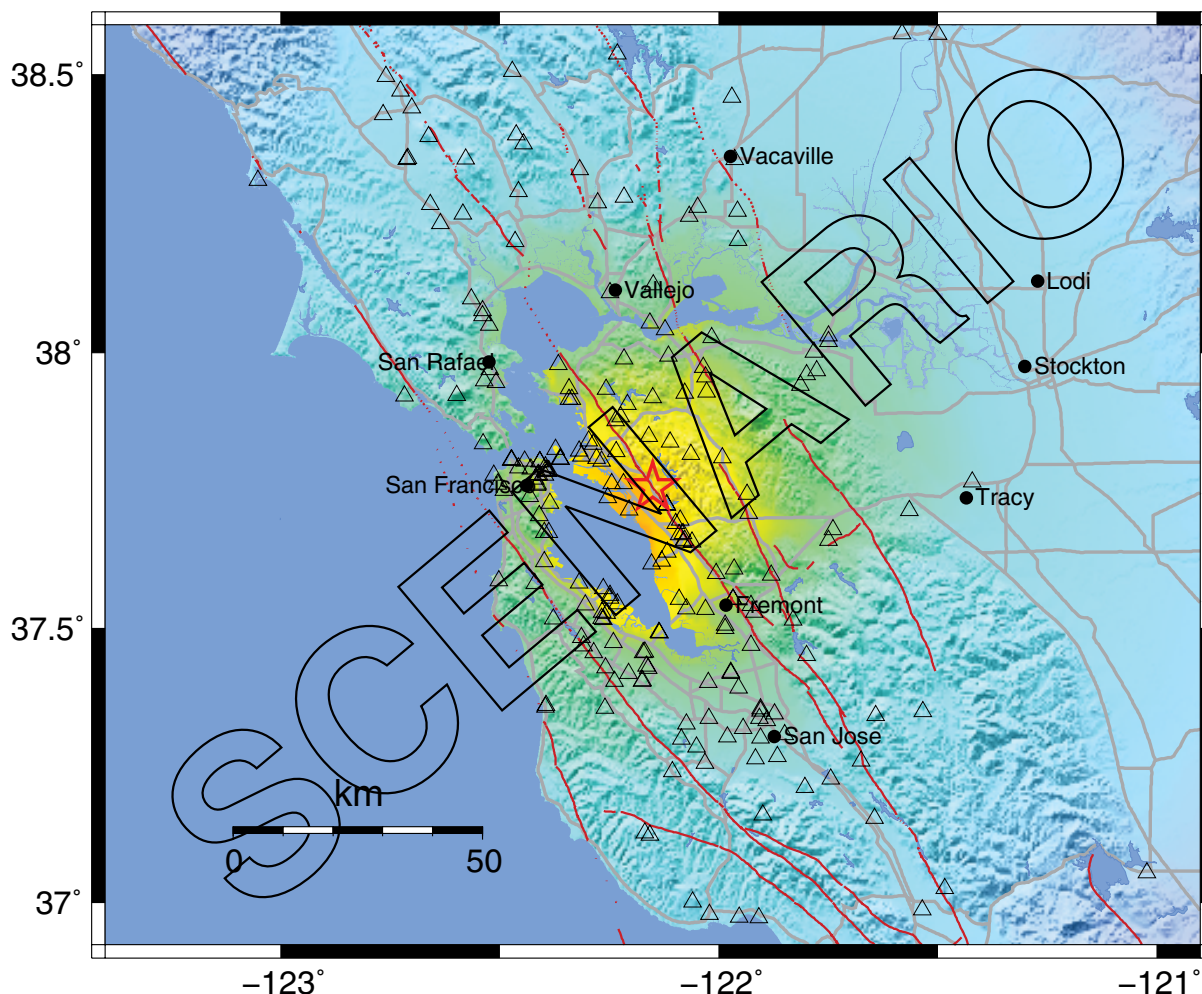 38.5°
38°
37.5°
37°
-123°
-122°
-121°
Vacaville
Vallejo
Lodi
San Rafael
Stockton
San Francisco
Tracy
Fremont
San Jose
km
0 50
SCENARIO